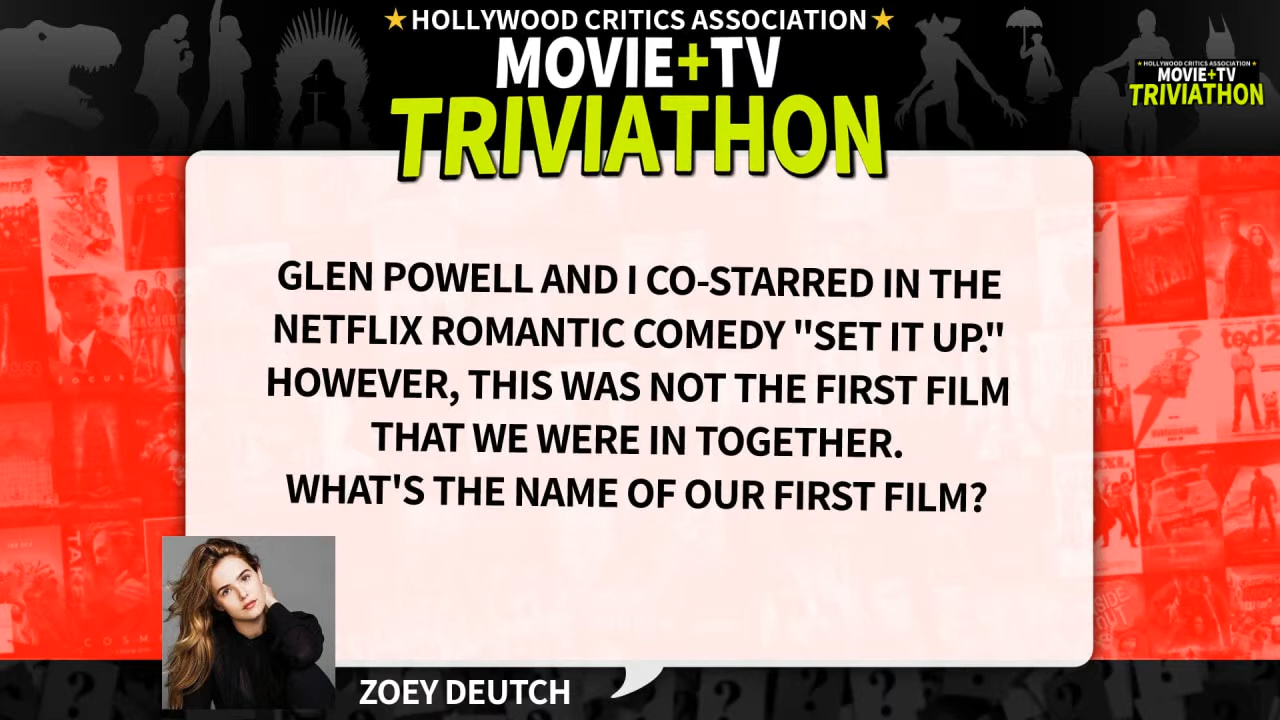 ★HOLLYWOOD CRITICS ASSOCIATION★
MOVIE+TV
TRIVIATHON
★HOLLYWOOD CRITICS ASSOCIATION★
MOVIE+TV
TRIVIATHON
GLEN POWELL AND I CO-STARRED IN THE
NETFLIX ROMANTIC COMEDY "SET IT UP."
HOWEVER, THIS WAS NOT THE FIRST FILM
THAT WE WERE IN TOGETHER.
WHAT'S THE NAME OF OUR FIRST FILM?
ted2
ZOEY DEUTCH